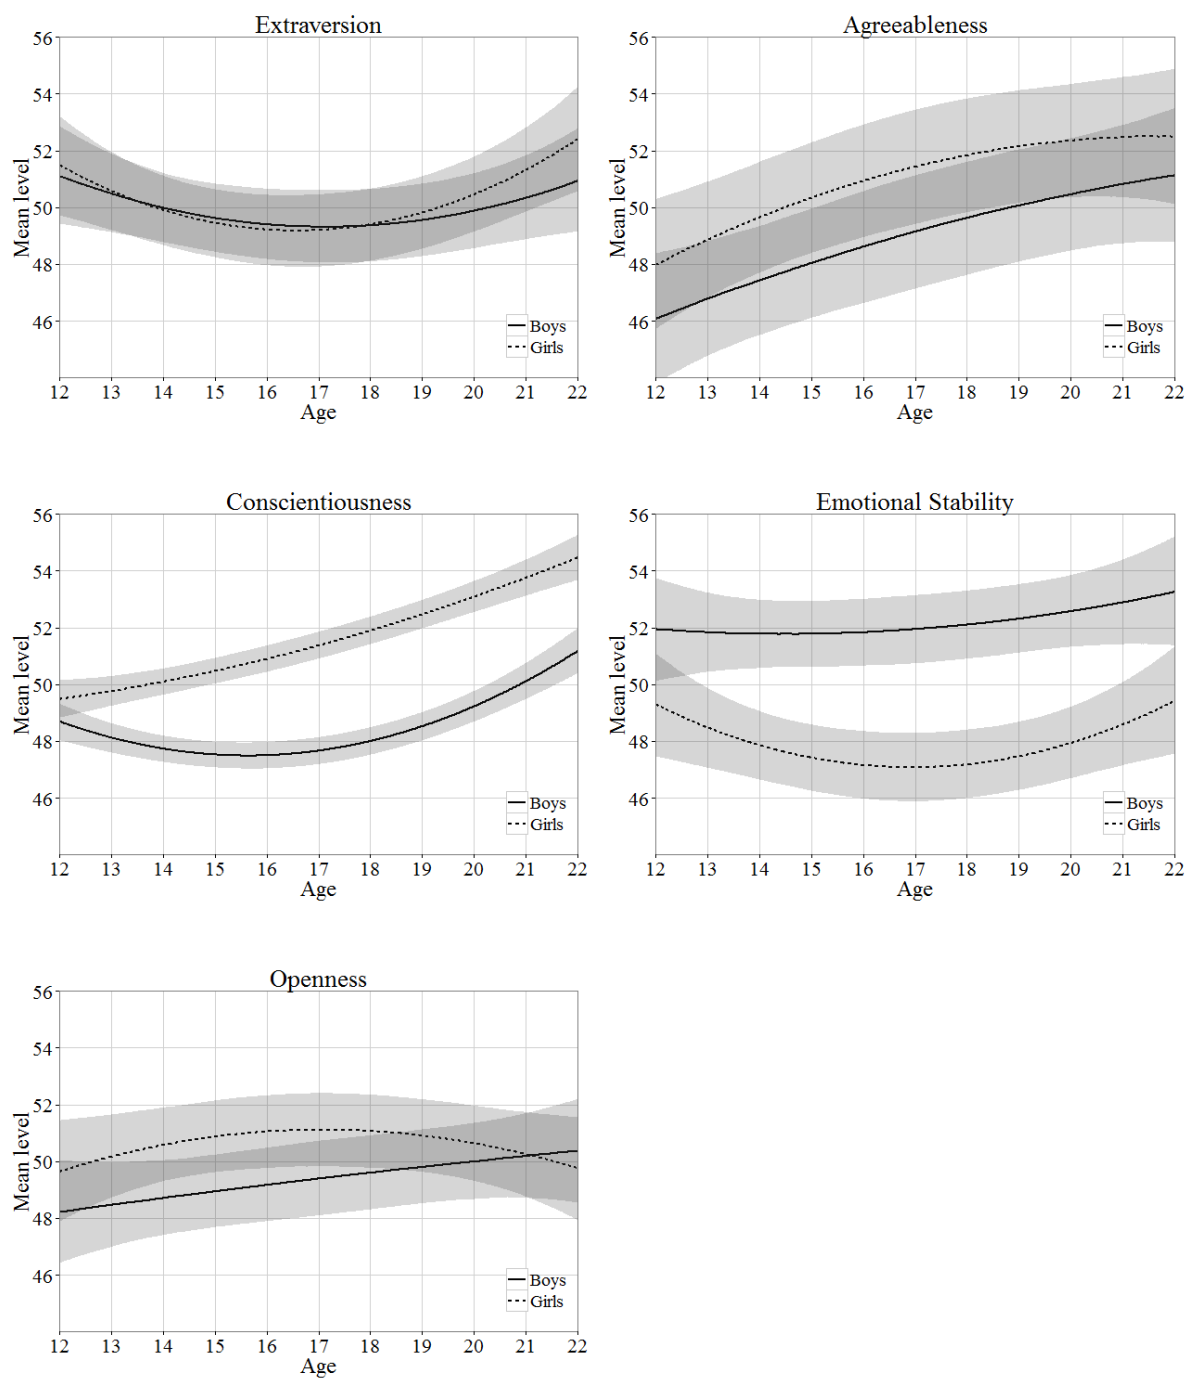 Extraversion
56
54
52
50
48
46
Mean level
Boys
Girls
12 13 14 15 16 17 18 19 20 21 22
Age
Agreeableness
56
54
52
50
48
46
Mean level
Boys
Girls
12 13 14 15 16 17 18 19 20 21 22
Age
Conscientiousness
56
54
52
50
48
46
Mean level
Boys
Girls
12 13 14 15 16 17 18 19 20 21 22
Age
Emotional Stability
56
54
52
50
48
46
Mean level
Boys
Girls
12 13 14 15 16 17 18 19 20 21 22
Age
Openness
56
54
52
50
48
46
Mean level
Boys
Girls
12 13 14 15 16 17 18 19 20 21 22
Age